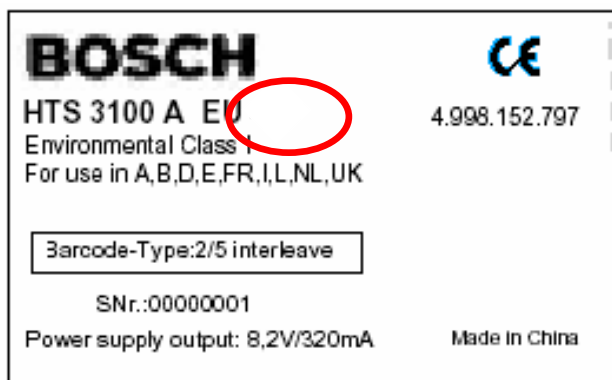 BOSCH
CE
HTS 3100 A EU
4.998.152.797
Environmental Class I
For use in A,B,D,E,FR,I,L,NL,UK
Barcode-Type:2/5 interleave
SNr.:00000001
Power supply output: 8,2V/320mA
Made in China